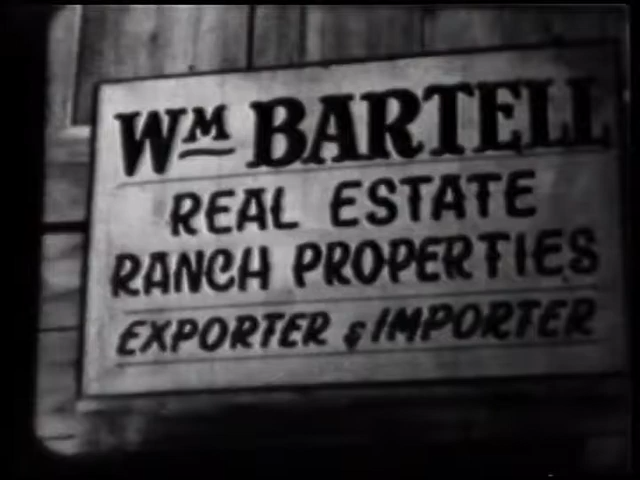 Wm BARTELL
REAL ESTATE
RANCH PROPERTIES
EXPORTER & IMPORTER